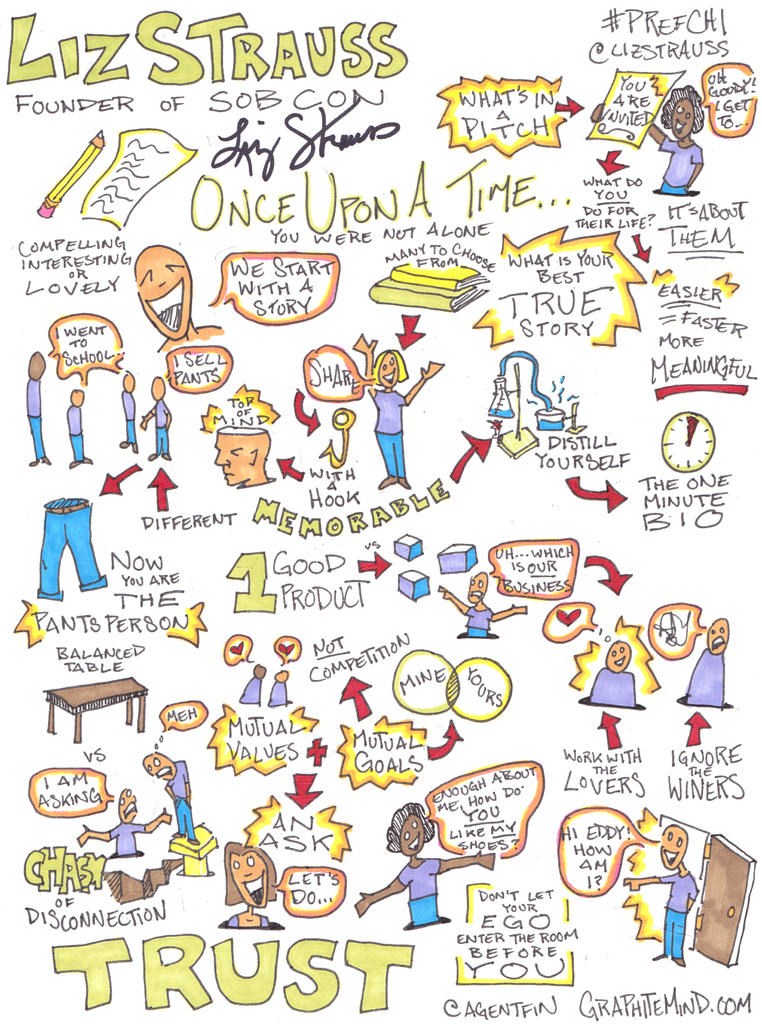 LIZ STRAUSS
FOUNDER OF SOB CON
Liz Strauss
#PREFCHI
@LIZSTRAUSS
WHAT'S IN
A
PITCH
YOU
ARE
INVITED
OH
GOODY!
I GET
TO...
WHAT DO
YOU
DO FOR
THEIR LIFE?
IT'S ABOUT
THEM
EASIER
=FASTER
MORE
MEANINGFUL
ONCE UPON A TIME...
YOU WERE NOT ALONE
MANY TO CHOOSE
FROM
COMPELLING
INTERESTING
OR
LOVELY
WE START
WITH A
STORY
WHAT IS YOUR
BEST
TRUE
STORY
I WENT
TO
SCHOOL...
I SELL
PANTS
TOP
OF
MIND
SHARE
WITH
A
HOOK
MEMORABLE
DISTILL
YOURSELF
THE ONE
MINUTE
BIO
DIFFERENT
NOW
YOU ARE
THE
PANTS PERSON
1 GOOD
PRODUCT
VS
UH...WHICH
IS OUR
BUSINESS
BALANCED
TABLE
VS
I AM
ASKING
MEH
CHASM
OF
DISCONNECTION
NOT
COMPETITION
MINE
YOURS
MUTUAL
VALUES
+
MUTUAL
GOALS
AN
ASK
LET'S
DO...
WORK WITH
THE
LOVERS
IGNORE
THE
WINERS
ENOUGH ABOUT
ME, HOW DO
YOU
LIKE MY
SHOES?
HI EDDY!
HOW
AM
I?
DON'T LET
YOUR
EGO
ENTER THE ROOM
BEFORE
YOU
TRUST
@AGENTFIN
GRAPHITEMIND.COM